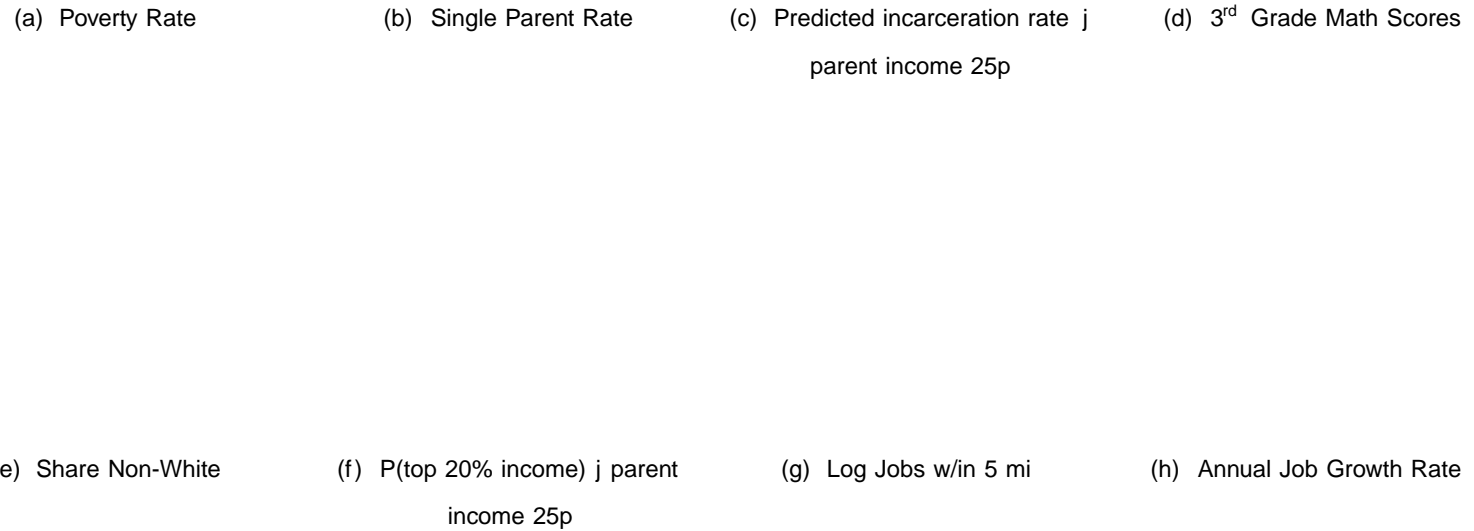 (a) Poverty Rate
(b) Single Parent Rate
(c) Predicted incarceration rate j
parent income 25p
(d) 3rd Grade Math Scores
e) Share Non-White
(f) P(top 20% income) j parent
income 25p
(g) Log Jobs w/in 5 mi
(h) Annual Job Growth Rate